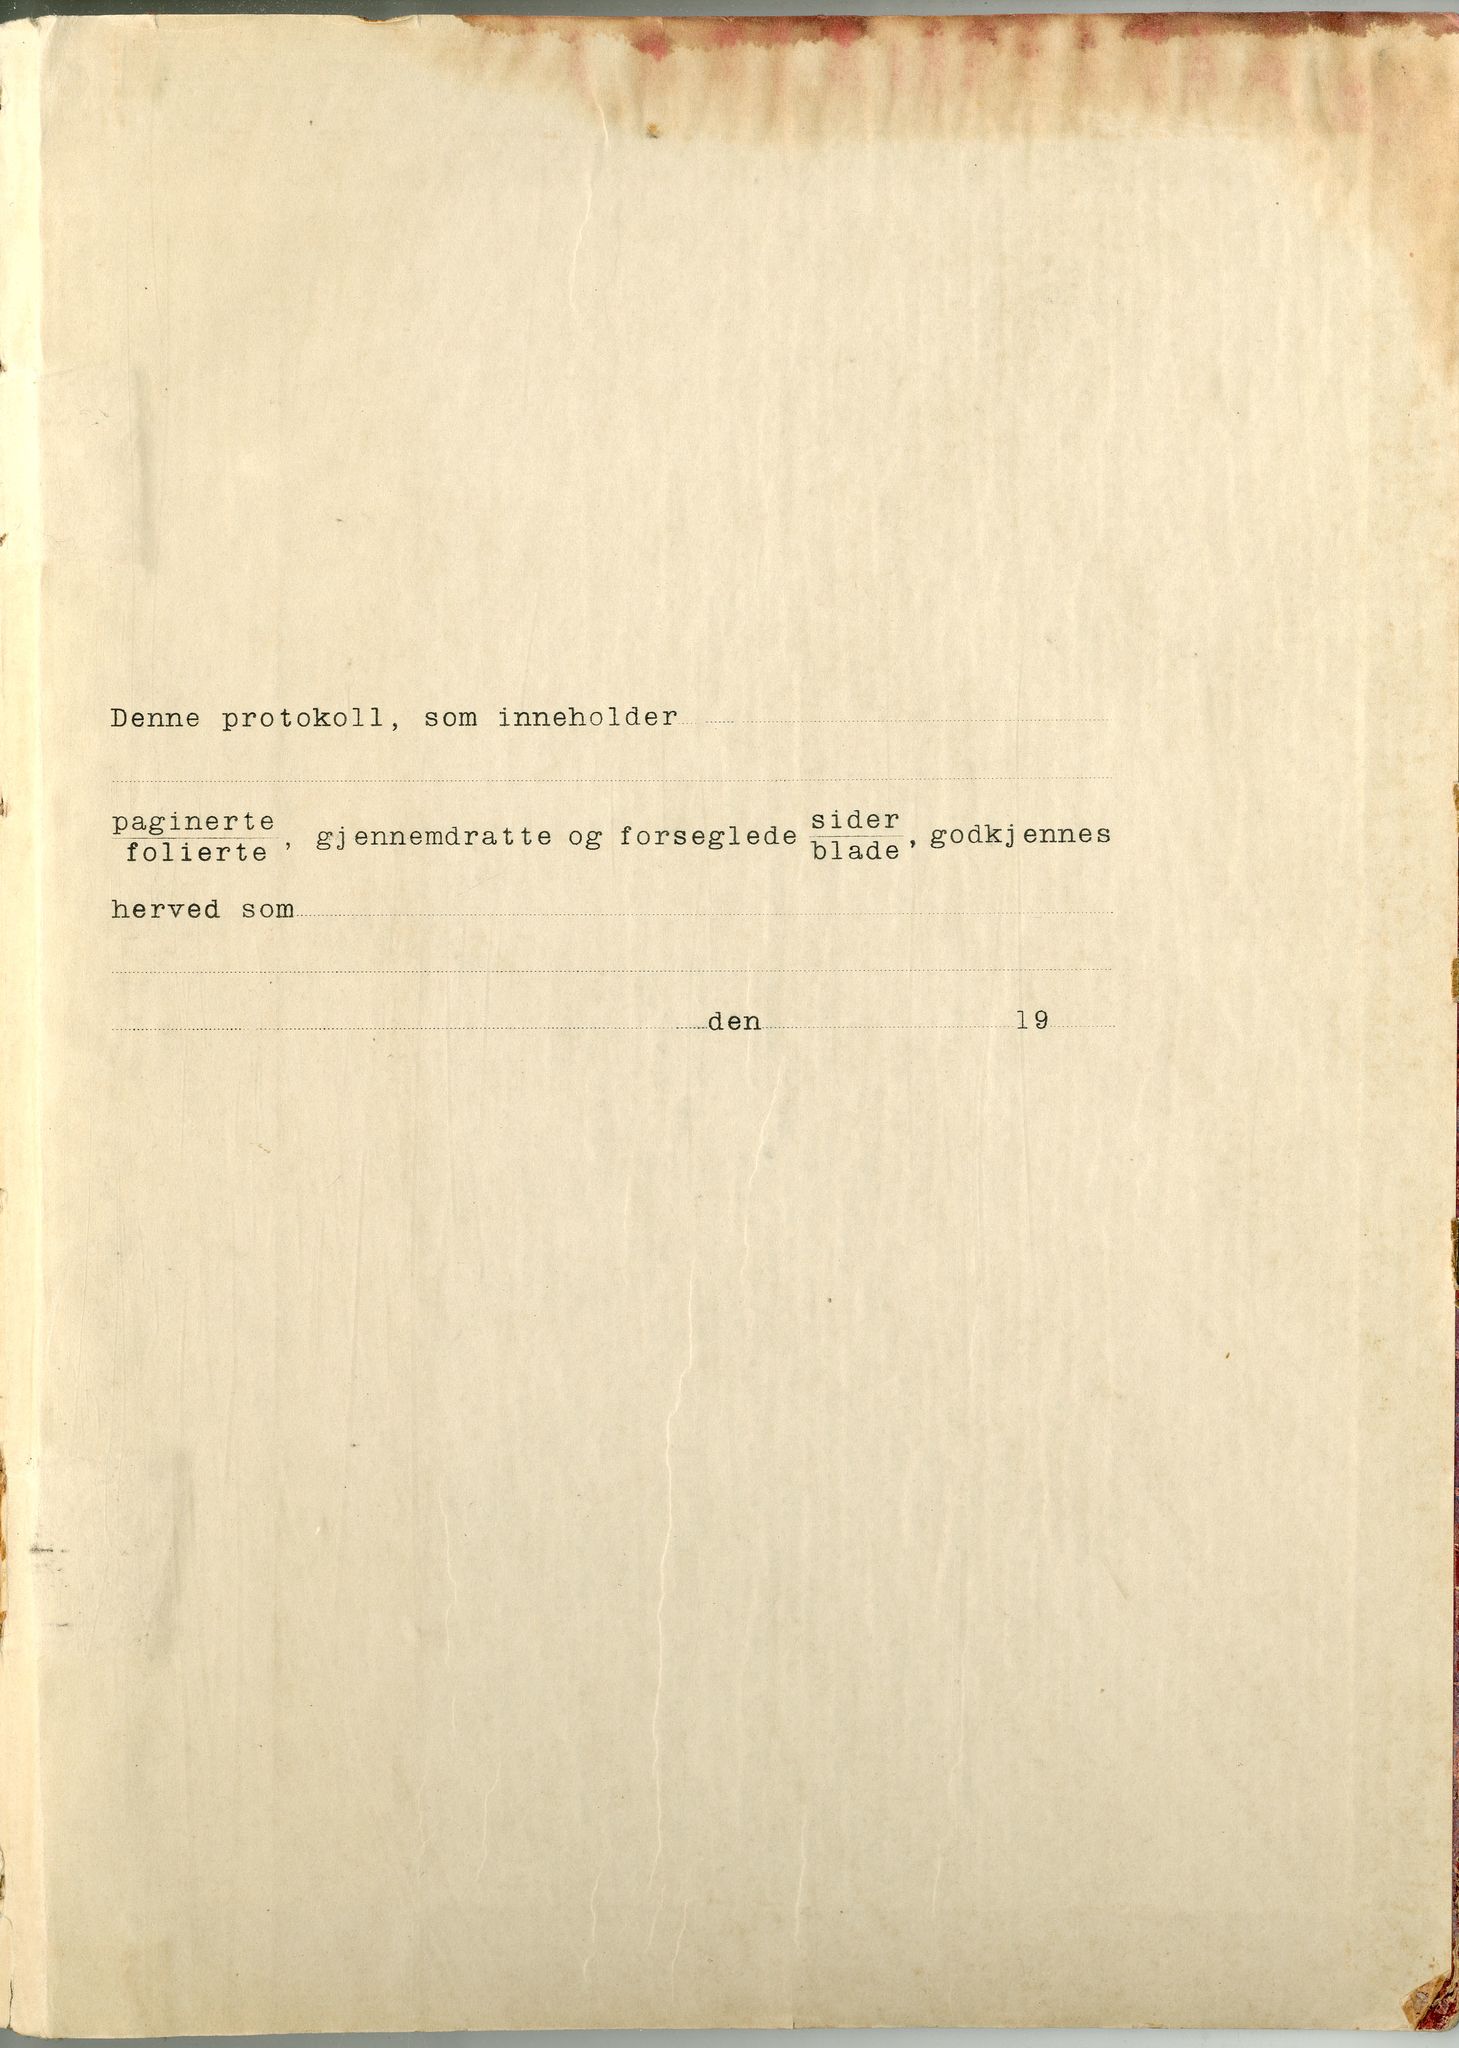 Denne protokoll, som inneholder
paginerte
folierte, gjennemdratte og forseglede sider
blade, godkjennes
herved som
den 19